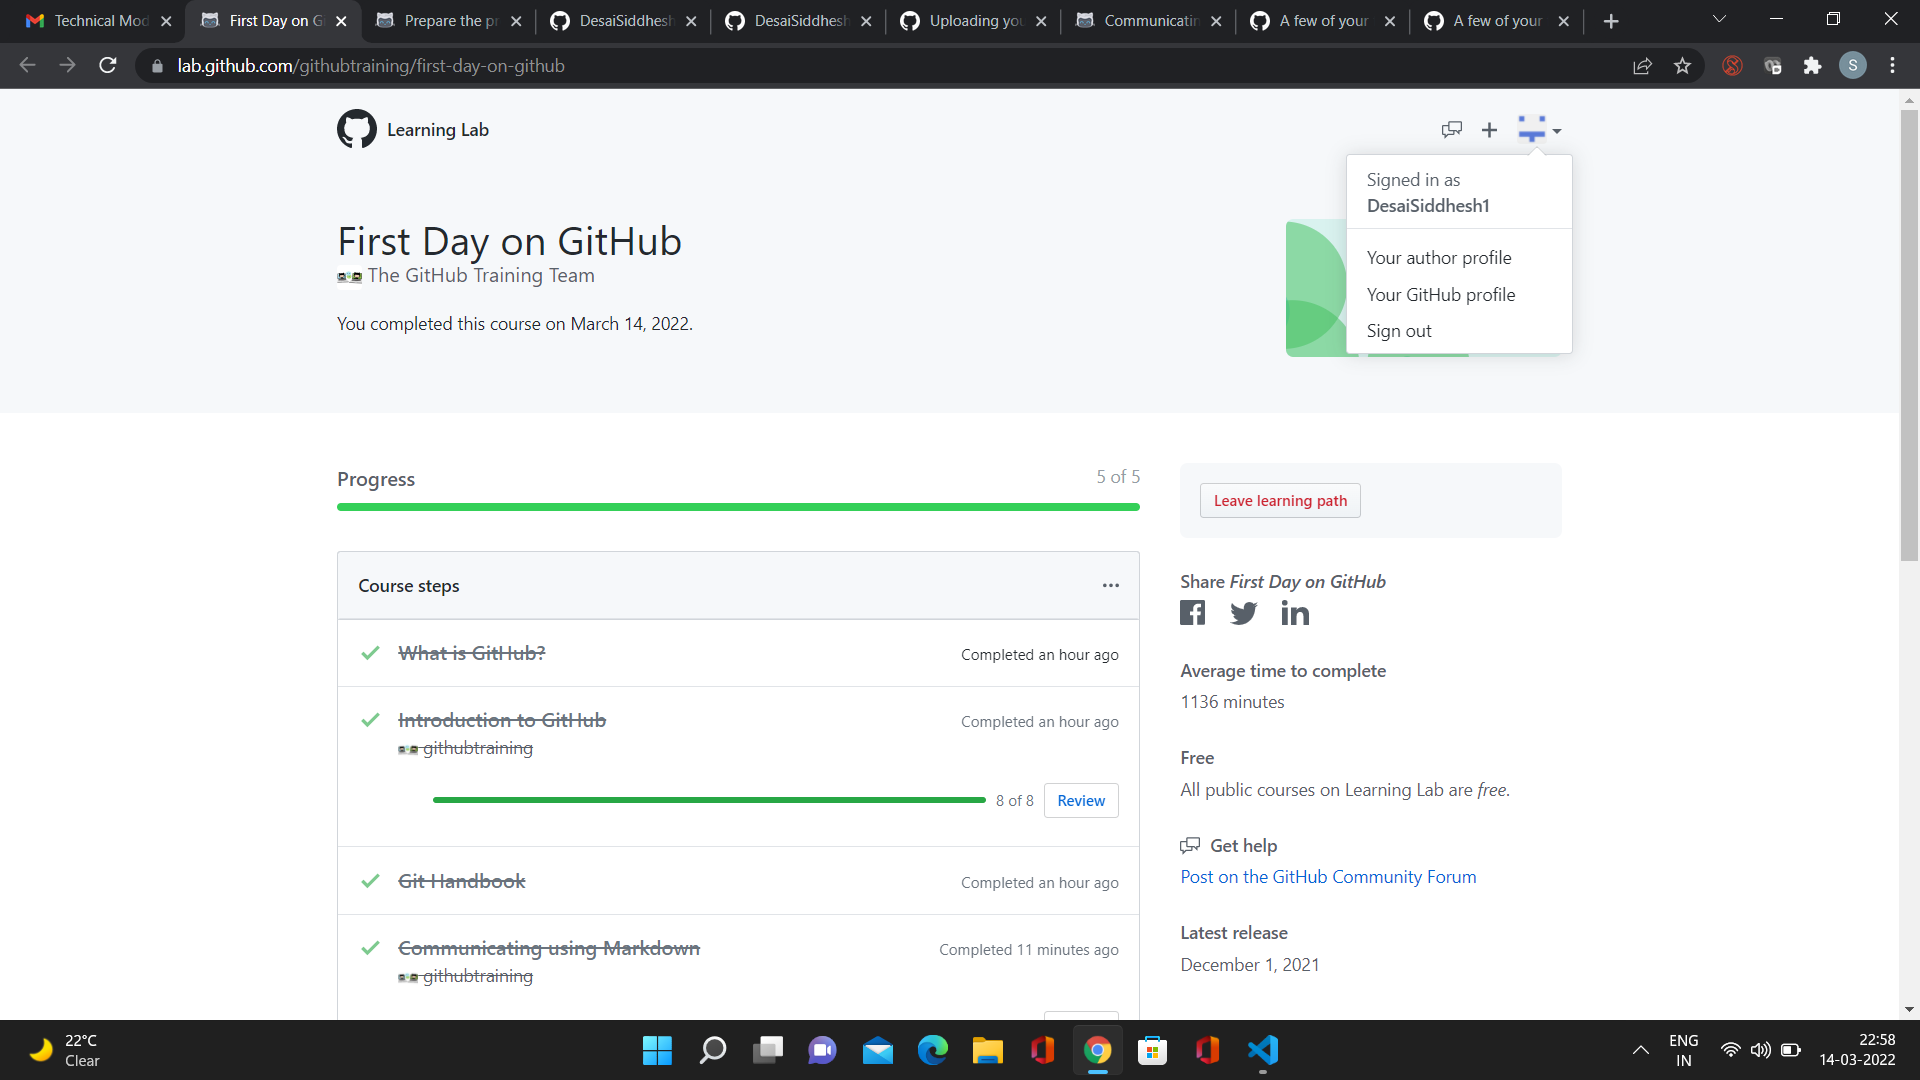 Technical Mod
First Day on G
Prepare the pr
DesaiSiddhesh
DesaiSiddhesh
Uploading you
Communicatin
A few of your
A few of your
lab.github.com/githubtraining/first-day-on-github
S
Learning Lab
Signed in as
DesaiSiddhesh1
Your author profile
Your GitHub profile
Sign out
First Day on GitHub
The GitHub Training Team
You completed this course on March 14, 2022.
Progress
5 of 5
Leave learning path
Course steps
What is GitHub?
Completed an hour ago
Introduction to GitHub
Completed an hour ago
githubtraining
8 of 8
Review
Git Handbook
Completed an hour ago
Communicating using Markdown
Completed 11 minutes ago
githubtraining
Share First Day on GitHub
Average time to complete
1136 minutes
Free
All public courses on Learning Lab are free.
Get help
Post on the GitHub Community Forum
Latest release
December 1, 2021
22°C
Clear
ENG
IN
22:58
14-03-2022